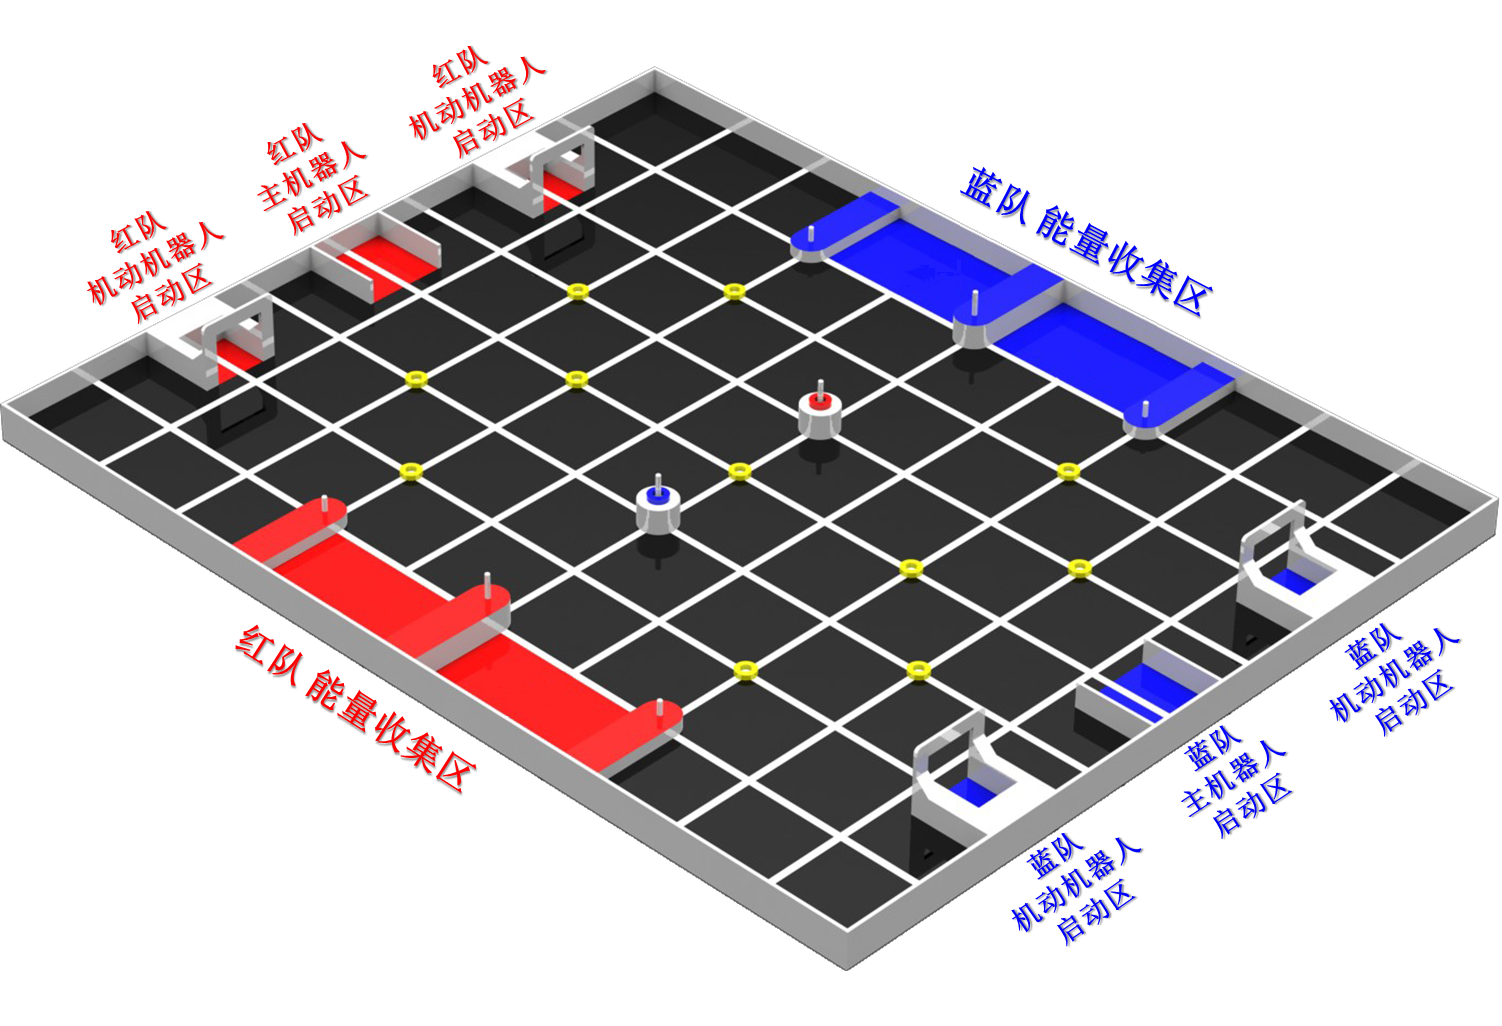 红队
机动机器人
启动区
红队
主机器人
启动区
红队
机动机器人
启动区
蓝队 能量收集区
红队 能量收集区
蓝队
机动机器人
启动区
蓝队
主机器人
启动区
蓝队
机动机器人
启动区